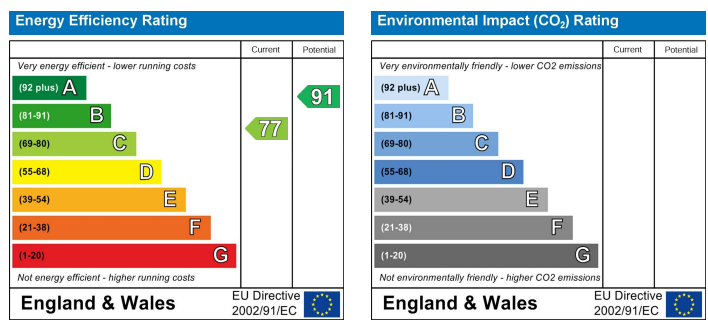 Energy Efficiency Rating
Current Potential
Very energy efficient - lower running costs
(92 plus) A
(81-91) B
(69-80) C
(55-68) D
(39-54) E
(21-38) F
(1-20) G
77
91
Not energy efficient - higher running costs
England & Wales
EU Directive
2002/91/EC
Environmental Impact (CO₂) Rating
Current Potential
Very environmentally friendly - lower CO2 emissions
(92 plus) A
(81-91) B
(69-80) C
(55-68) D
(39-54) E
(21-38) F
(1-20) G
Not environmentally friendly - higher CO2 emissions
England & Wales
EU Directive
2002/91/EC